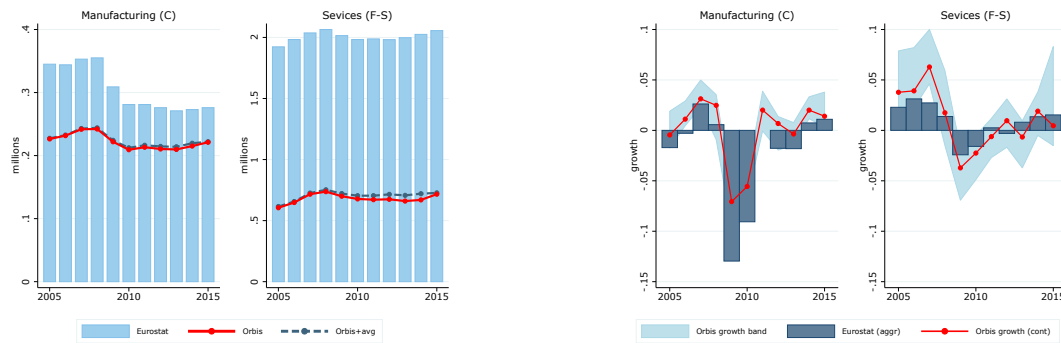 Manufacturing (C)
Sevices (F-S)
.4
.3
.2
.1
0
millions
2
1.5
1
.5
0
millions
2005
2010
2015
2005
2010
2015
Eurostat
Orbis
Orbis+avg
Manufacturing (C)
Sevices (F-S)
.1
.05
0
-.05
-.1
-.15
growth
.1
.05
0
-.05
-.1
-.15
growth
2005
2010
2015
2005
2010
2015
Orbis growth band
Eurostat (aggr)
Orbis growth (cont)